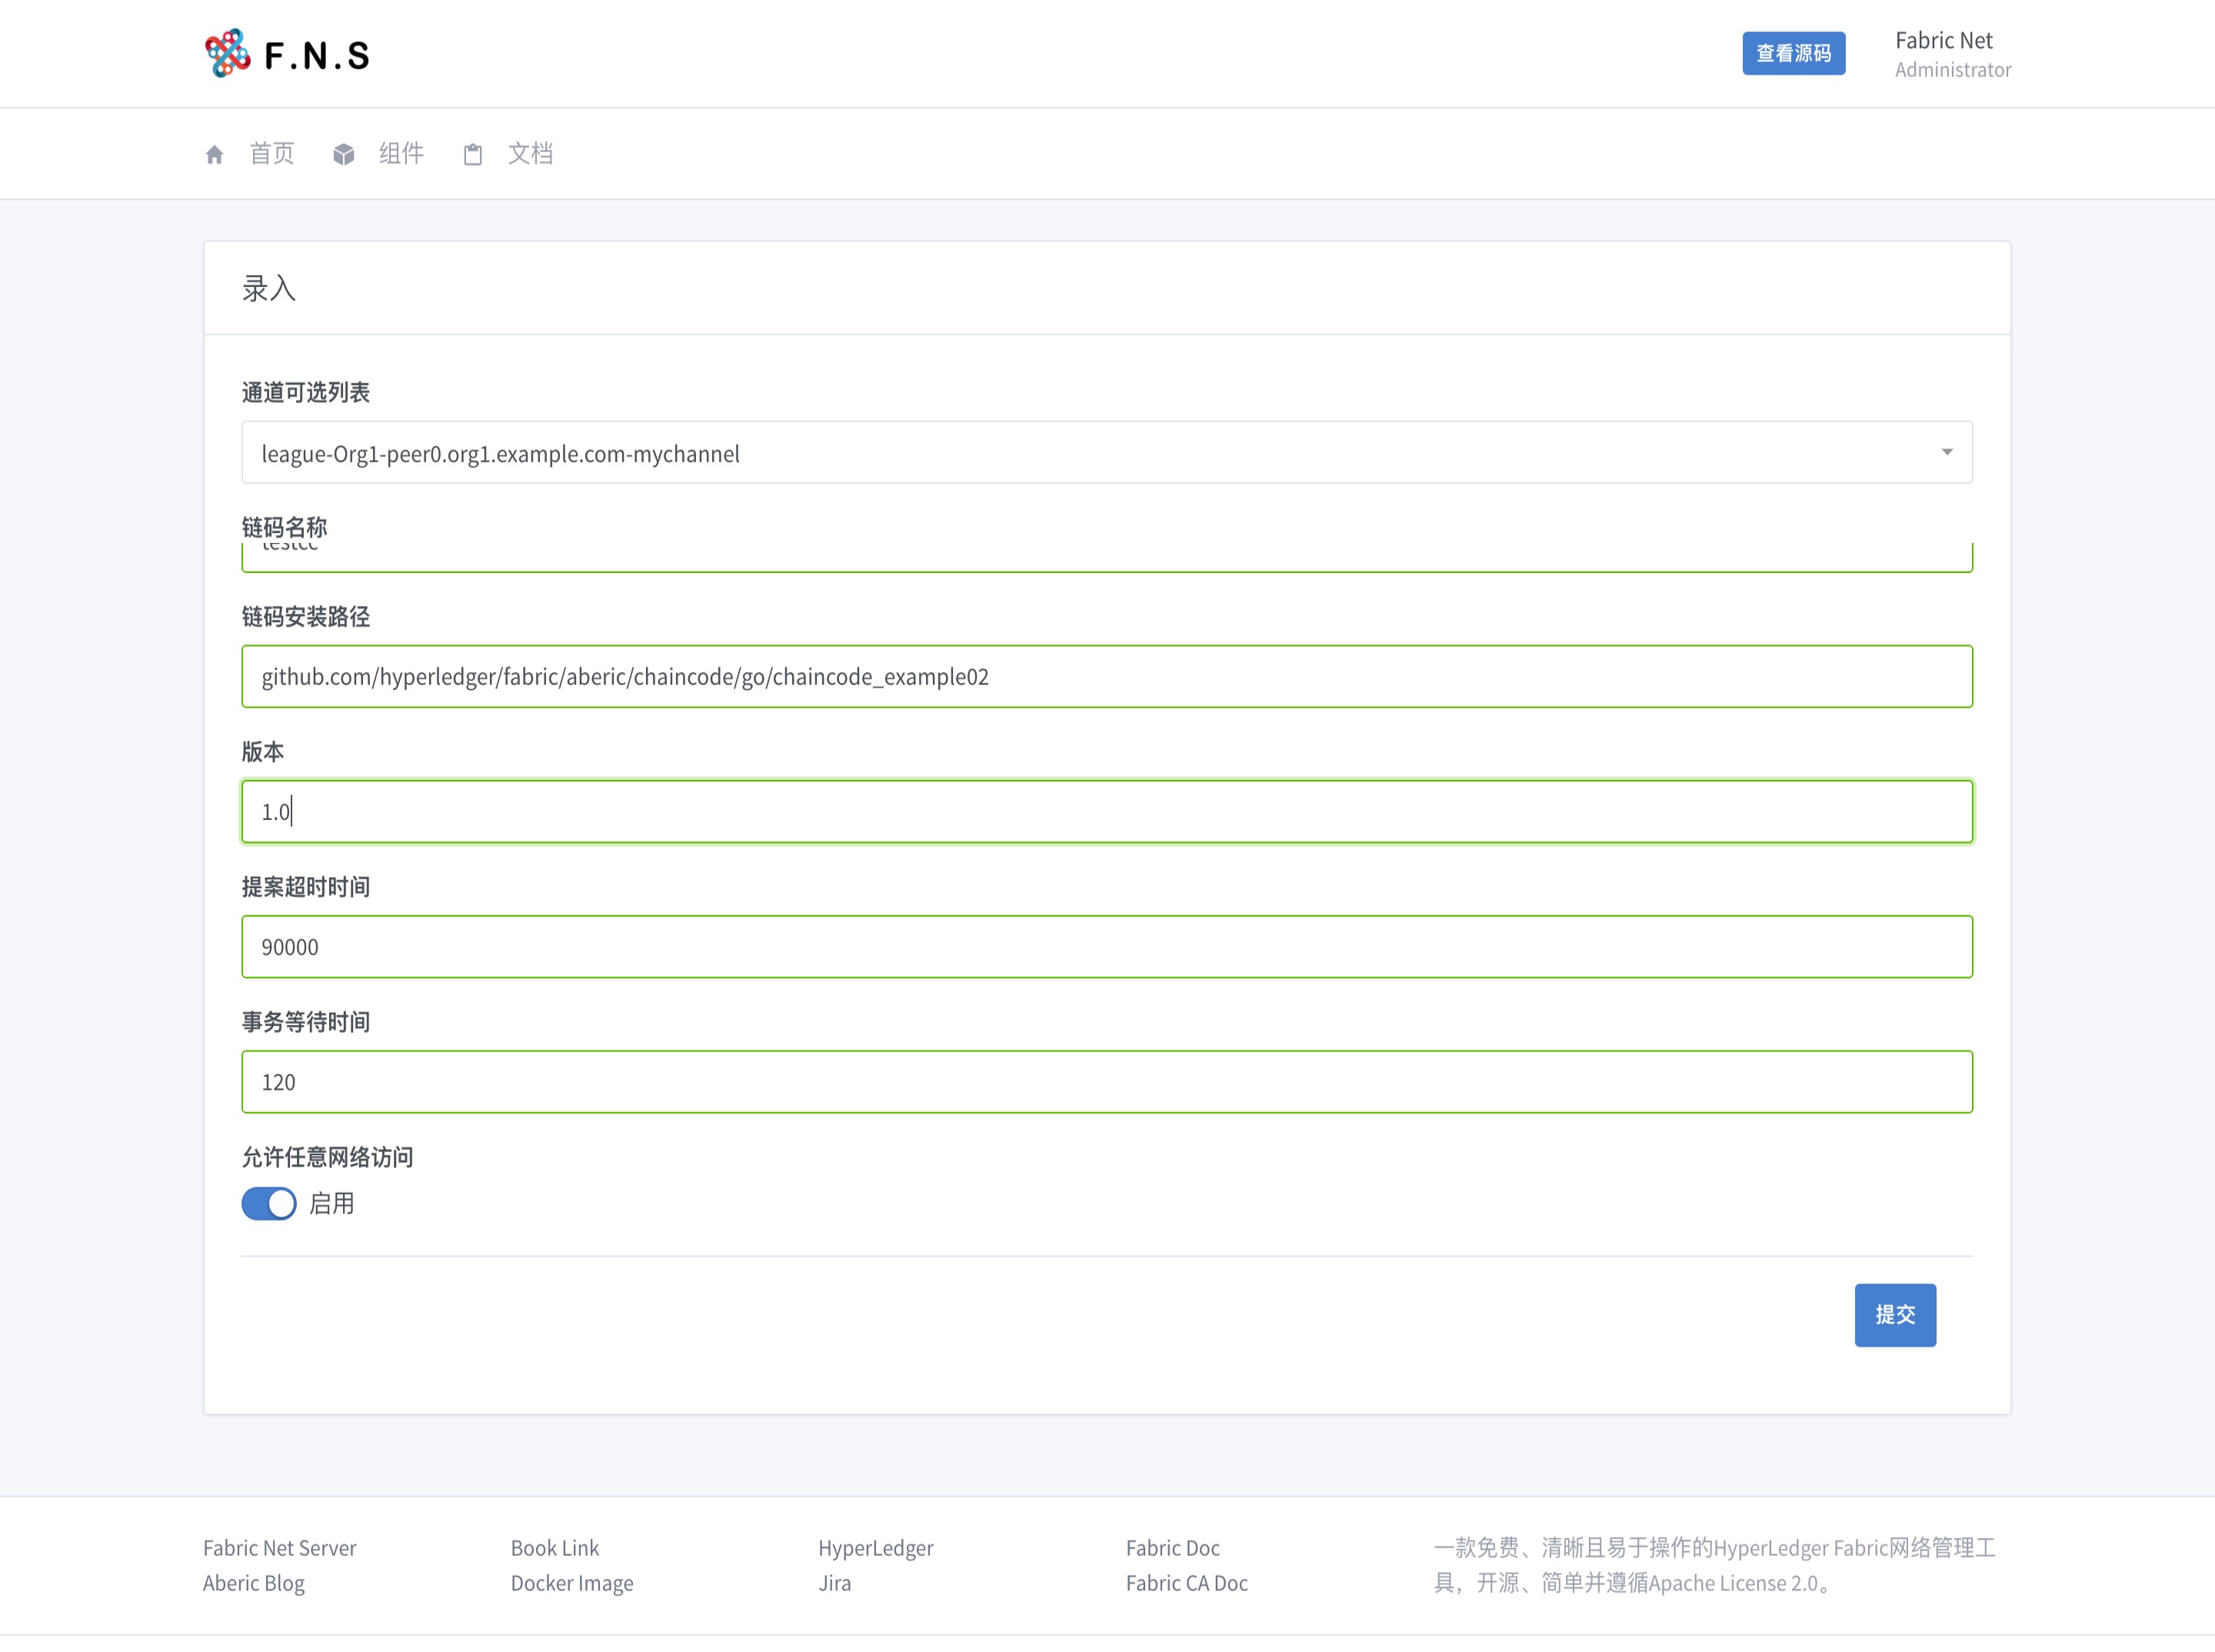 F.N.S
查看源码
Fabric Net
Administrator
首页
组件
文档
录入
通道可选列表
league-Org1-peer0.org1.example.com-mychannel
链码名称
链码安装路径
github.com/hyperledger/fabric/aberic/chaincode/go/chaincode_example02
版本
1.0
提案超时时间
90000
事务等待时间
120
允许任意网络访问
启用
提交
Fabric Net Server
Book Link
HyperLedger
Fabric Doc
Aberic Blog
Docker Image
Jira
Fabric CA Doc
一款免费、清晰且易于操作的HyperLedger Fabric网络管理工
具，开源、简单并遵循Apache License 2.0。